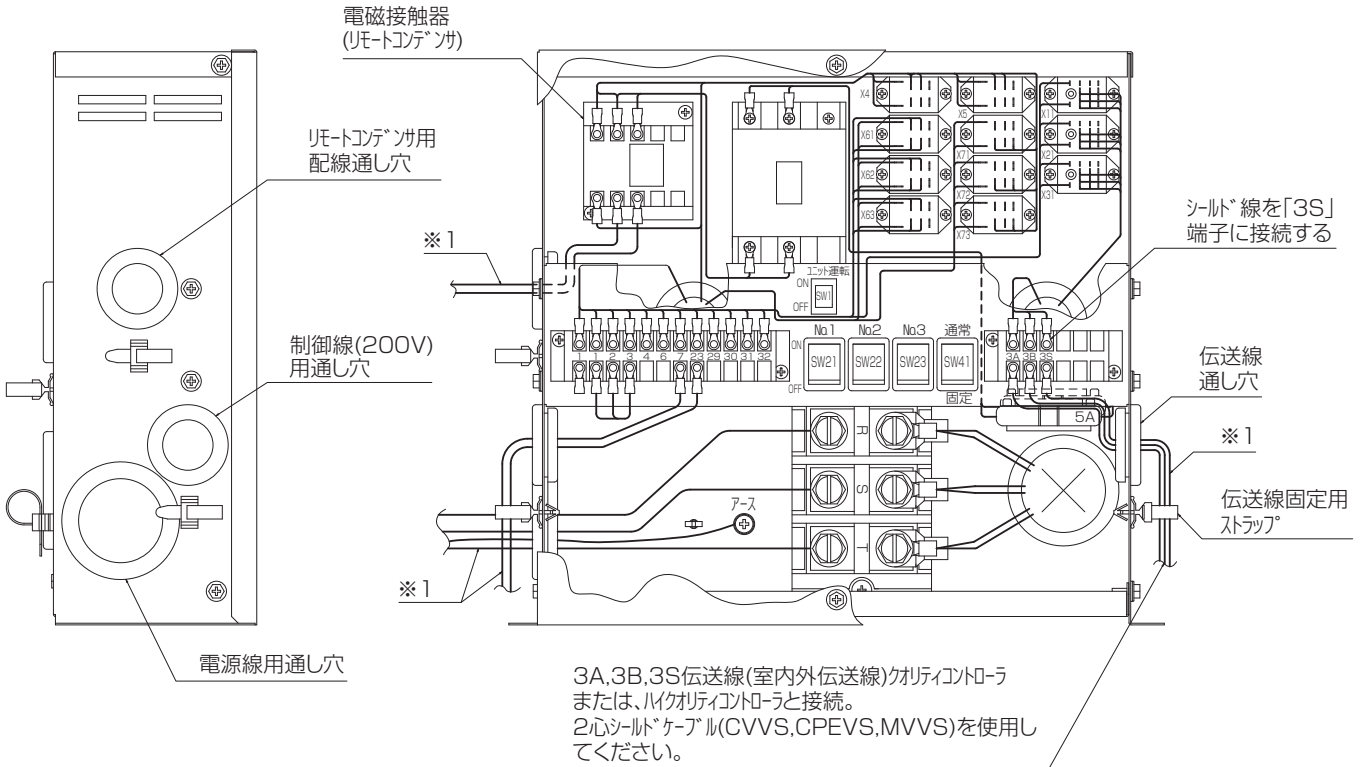 電磁接触器
(リモートコンデンサ)
リモートコンデンサ用
配線通し穴
※1
制御線(200V)
用通し穴
電源線用通し穴
X4
X5
X11
X61
X71
X21
X62
X72
X31
X63
X73
シールド線を「3S」
端子に接続する
ユニット運転
ON
SW1
OFF
No.1 No.2 No.3 通常
ON
SW21 SW22 SW23 SW41
OFF
固定
1 1 2 3 4 6 7 23 29 30 31 32
3A 3B 3S
5A
伝送線
通し穴
※1
伝送線固定用
ストラップ
R
S
T
アース
※1
3A,3B,3S伝送線(室内外伝送線)クオリティコントローラ
または、ハイクオリティコントローラと接続。
2心シールドケーブル(CVVS,CPEVS,MVVS)を使用し
てください。